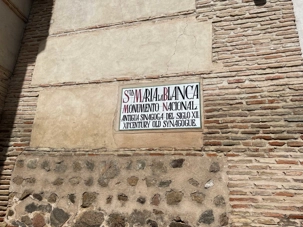 Sta MARIA LA BLANCA
MONUMENTO NACIONAL
ANTIGUA SINAGOGA DEL SIGLO XII
XII CENTURY OLD SYNAGOGUE.